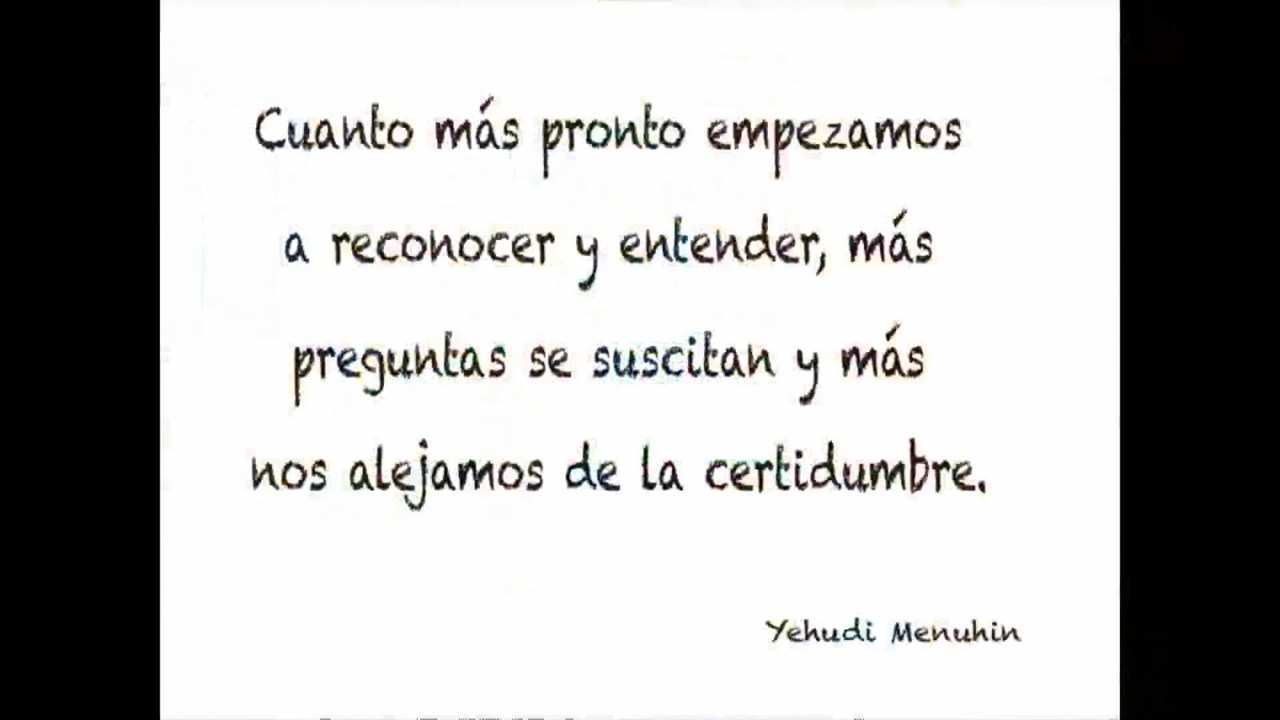 Cuanto más pronto empezamos
a reconocer y entender, más
preguntas se suscitan y más
nos alejamos de la certidumbre.
Yehudi Menuhin